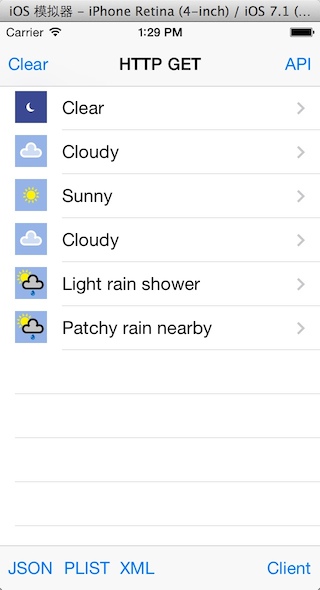 iOS 模拟器 – iPhone Retina (4-inch) / iOS 7.1 (...
Carrier 1:29 PM
Clear HTTP GET API
Clear
Cloudy
Sunny
Cloudy
Light rain shower
Patchy rain nearby
JSON PLIST XML Client